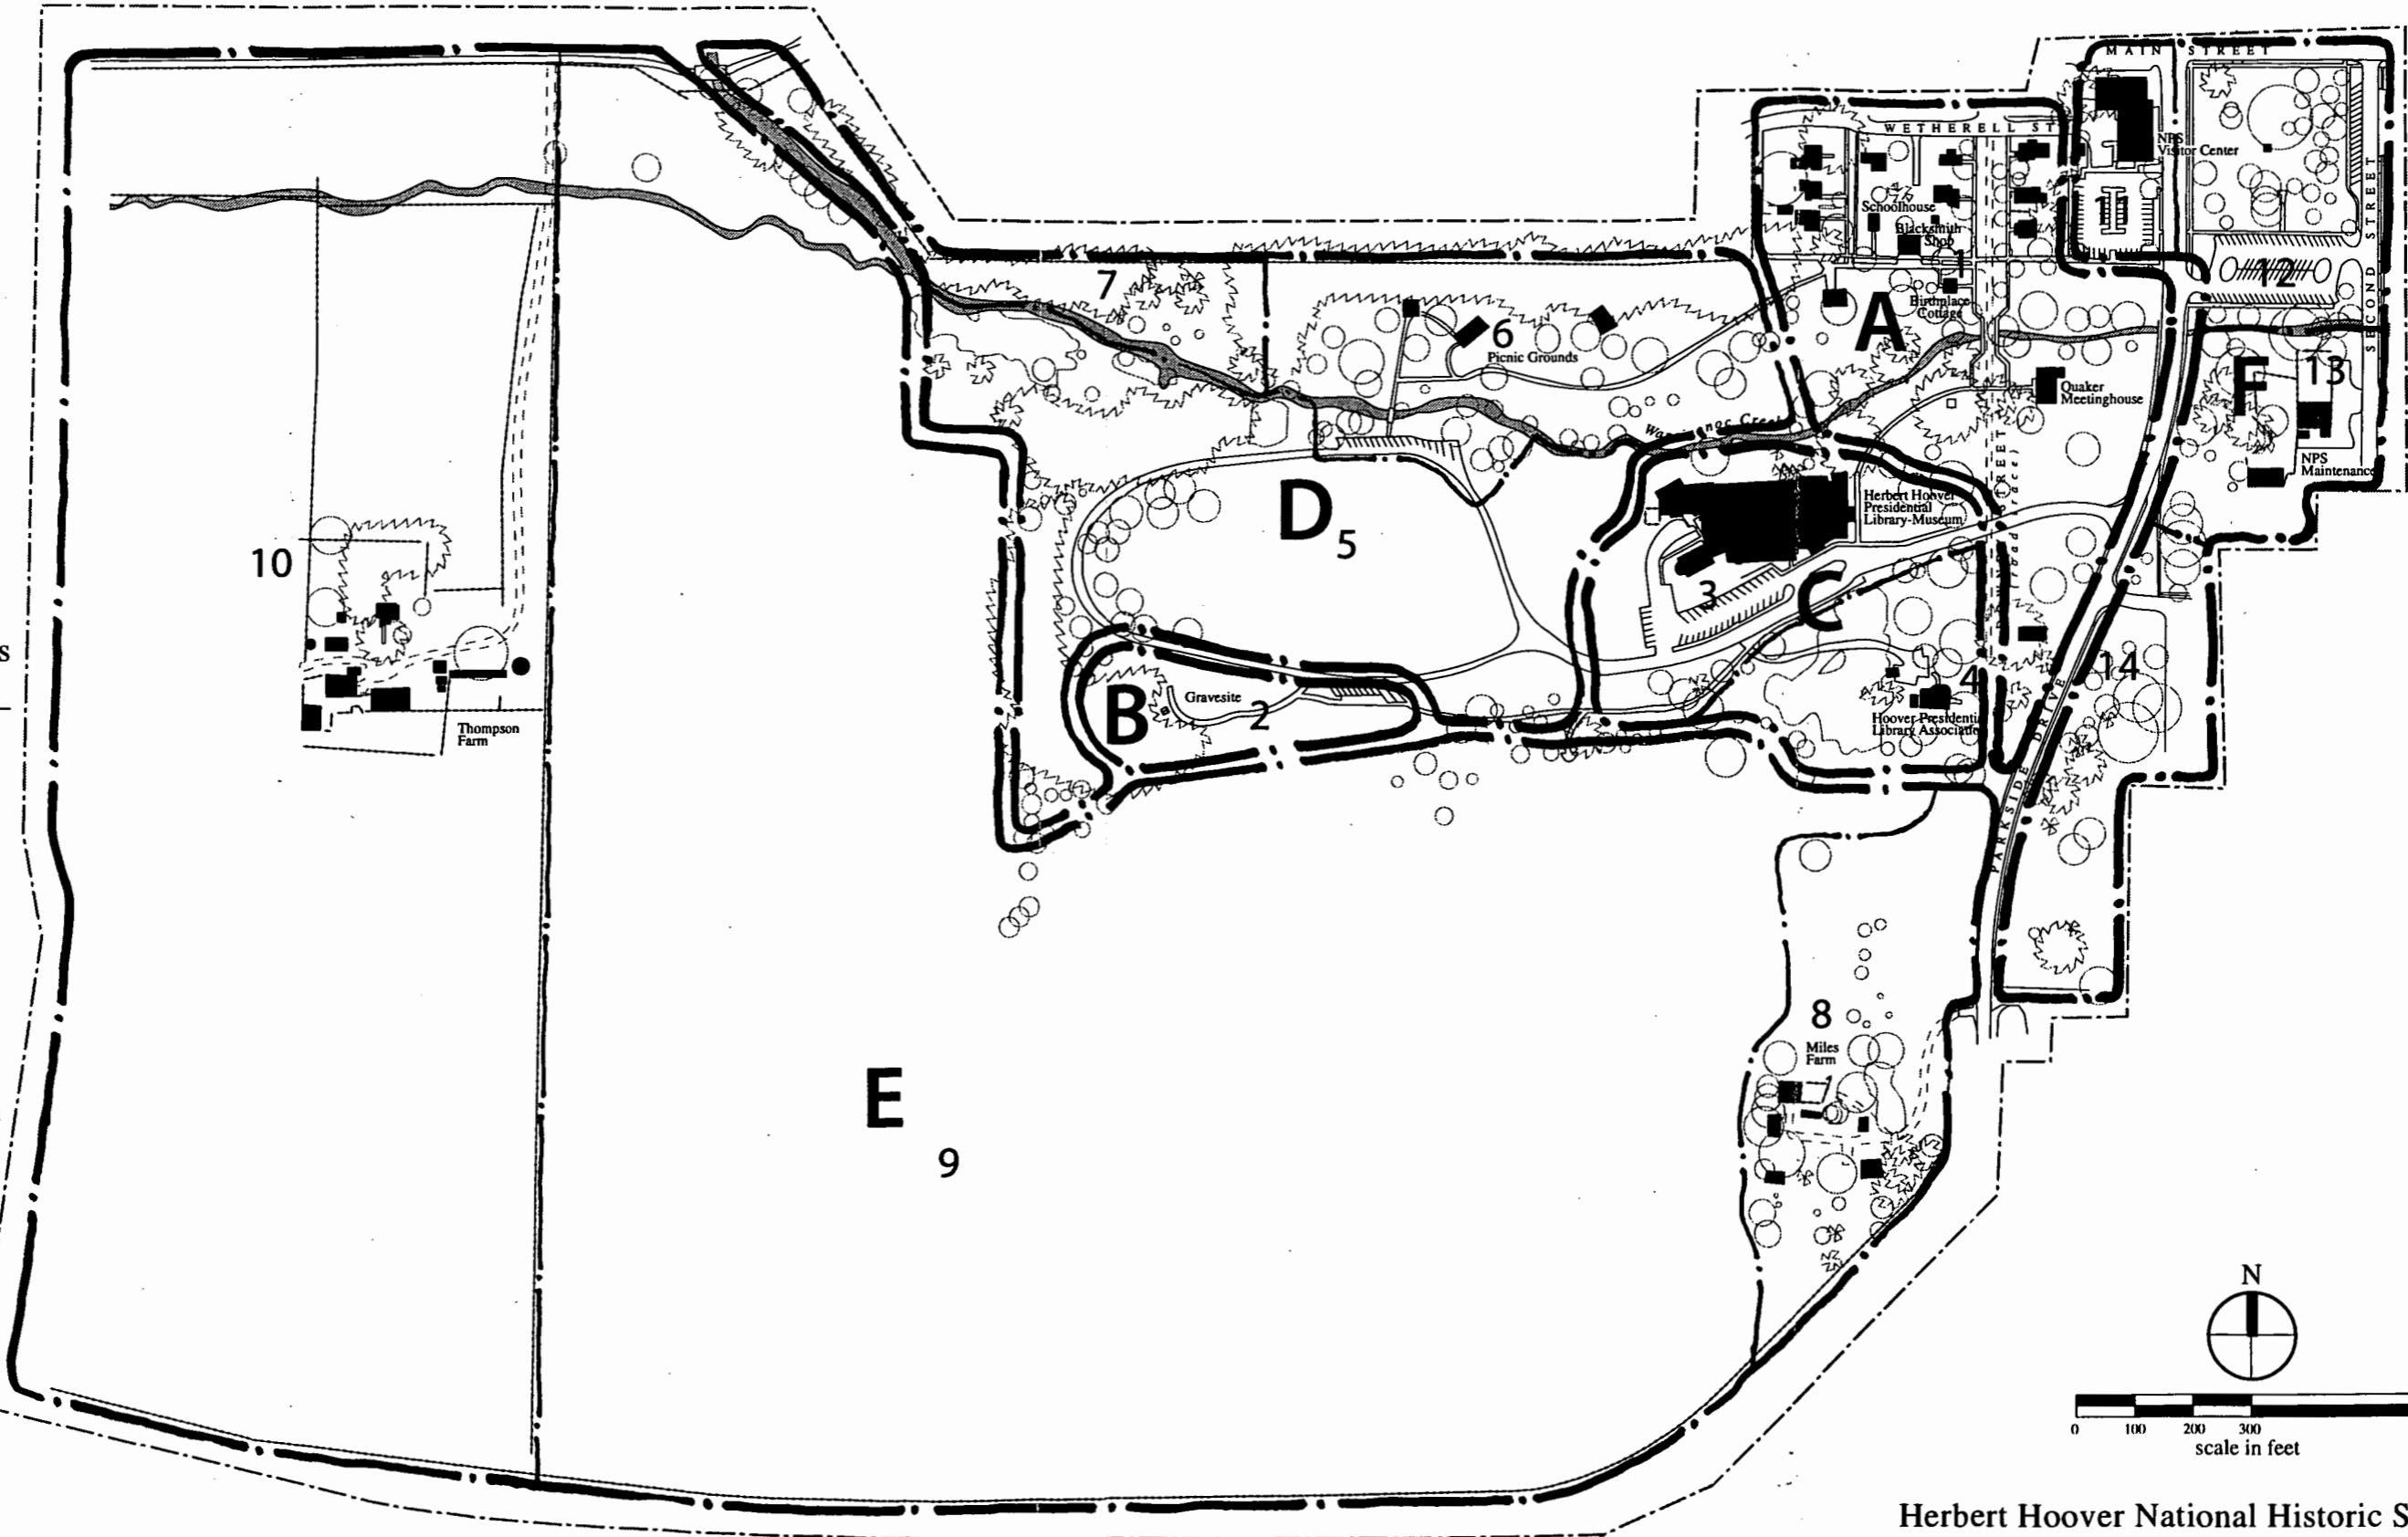 MAIN STREET
WETHERELL ST
NPS
Visitor Center
11
Schoolhouse
Blacksmith
Shop
1
SECOND STREET
12
7
A
Birthplace
Cottage
6
Picnic Grounds
F
13
Quaker
Meetinghouse
NPS
Maintenance
D
5
Herbert Hoover
Presidential
Library-Museum
10
3
C
S
14
4
B
Gravesite
2
Hoover Presidenti
Library Associatio
Thompson
Farm
PARKSIDE DRIVE
8
Miles
Farm
E
9
N
0 100 200 300
scale in feet
Herbert Hoover National Historic S